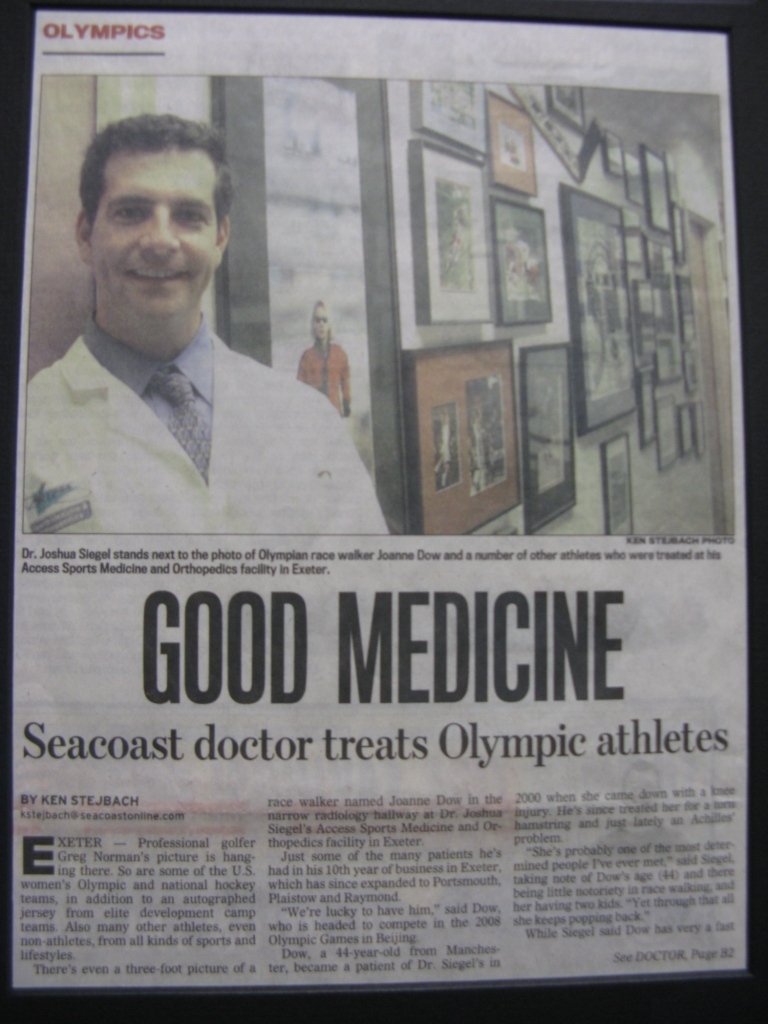 OLYMPICS
KEN STEJBACH PHOTO
Dr. Joshua Siegel stands next to the photo of Olympian race walker Joanne Dow and a number of other athletes who were treated at his
Access Sports Medicine and Orthopedics facility in Exeter.
GOOD MEDICINE
Seacoast doctor treats Olympic athletes
BY KEN STEJBACH
kstejbach@seacoastonline.com
EXETER — Professional golfer
Greg Norman's picture is hang-
ing there. So are some of the U.S.
women's Olympic and national hockey
teams, in addition to an autographed
jersey from elite development camp
teams. Also many other athletes, even
non-athletes, from all kinds of sports and
lifestyles.
There's even a three-foot picture of a
race walker named Joanne Dow in the
narrow radiology hallway at Dr. Joshua
Siegel's Access Sports Medicine and Or-
thopedics facility in Exeter.
Just some of the many patients he's
had in his 10th year of business in Exeter,
which has since expanded to Portsmouth,
Plaistow and Raymond.
"We're lucky to have him," said Dow,
who is headed to compete in the 2008
Olympic Games in Beijing.
Dow, a 44-year-old from Manches-
ter, became a patient of Dr. Siegel's in
2000 when she came down with a knee
injury. He's since treated her for a torn
hamstring and just lately an Achilles'
problem.
"She's probably one of the most deter-
mined people I've ever met," said Siegel,
taking note of Dow's age (44) and there
being little notoriety in race walking, and
her having two kids. "Yet through that all
she keeps popping back."
While Siegel said Dow has very a fast
See DOCTOR, Page B2